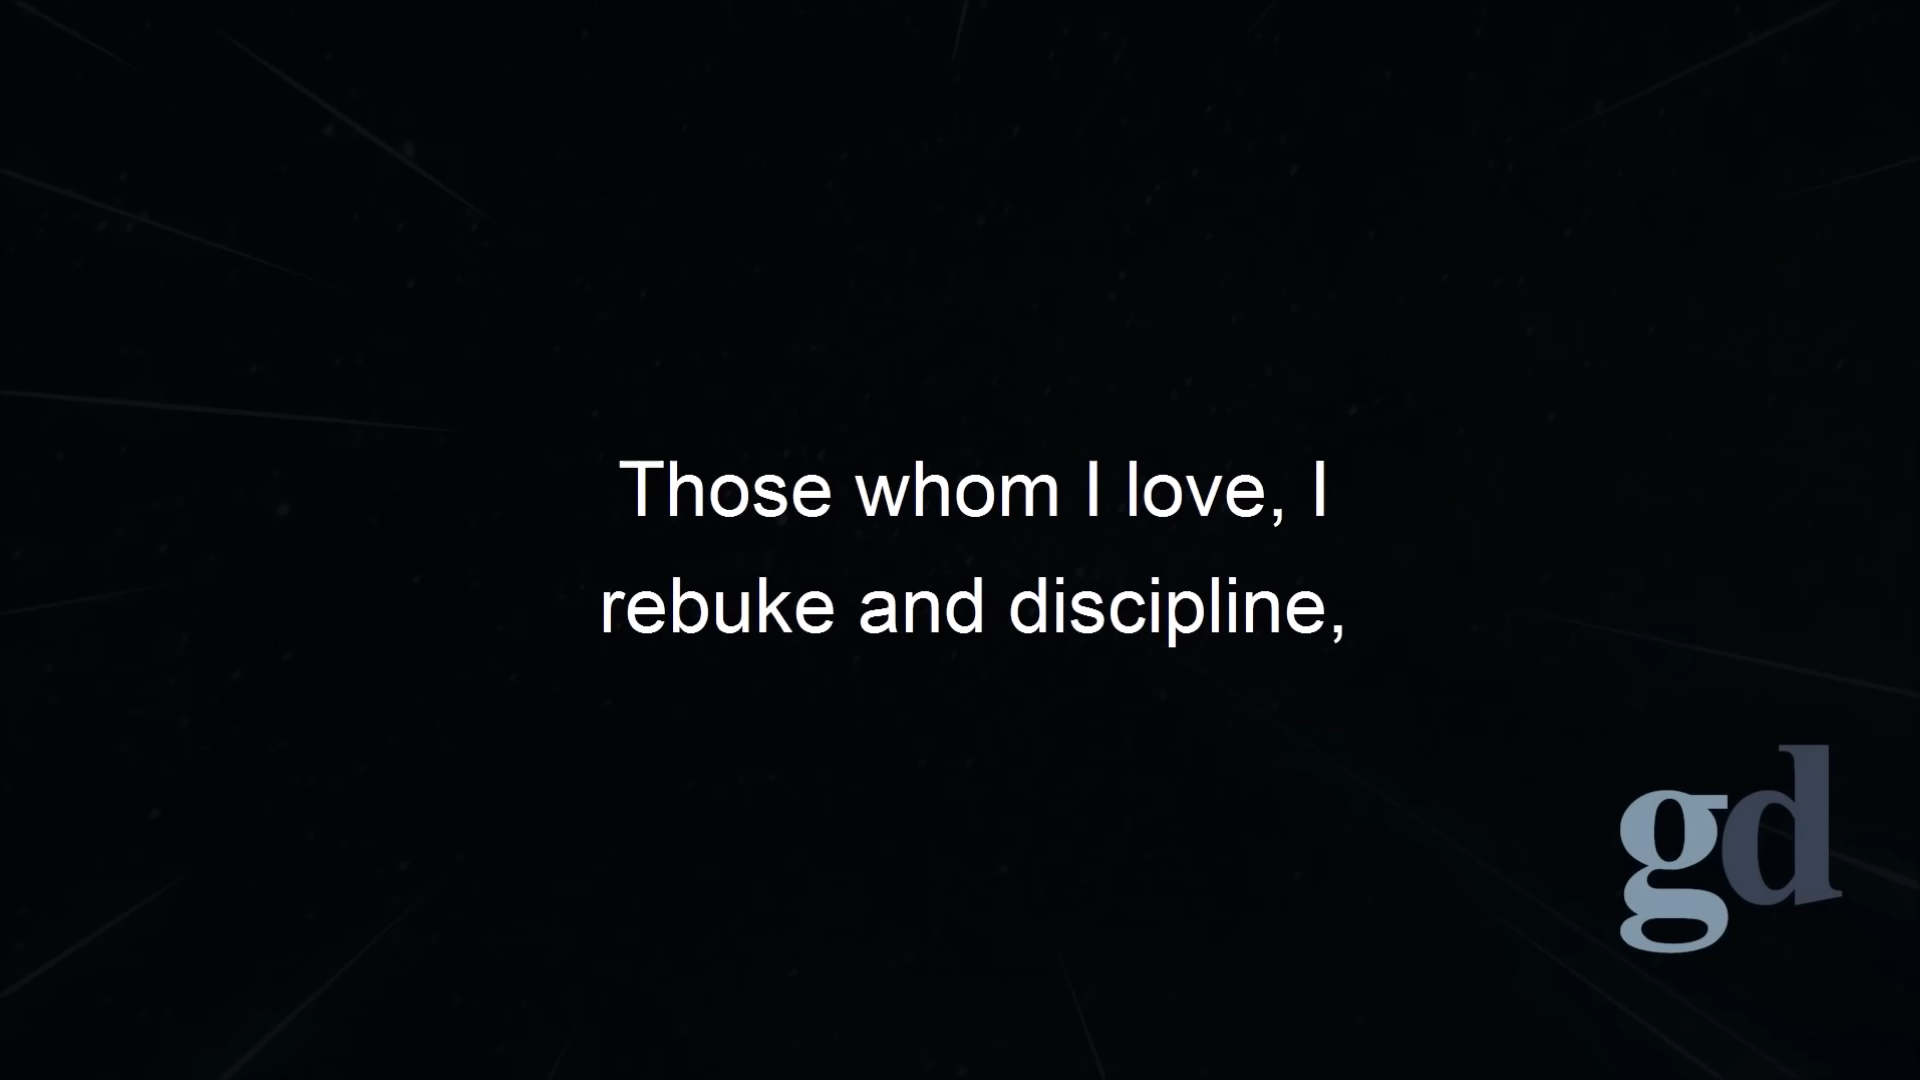 Those whom I love, I
rebuke and discipline,
gd